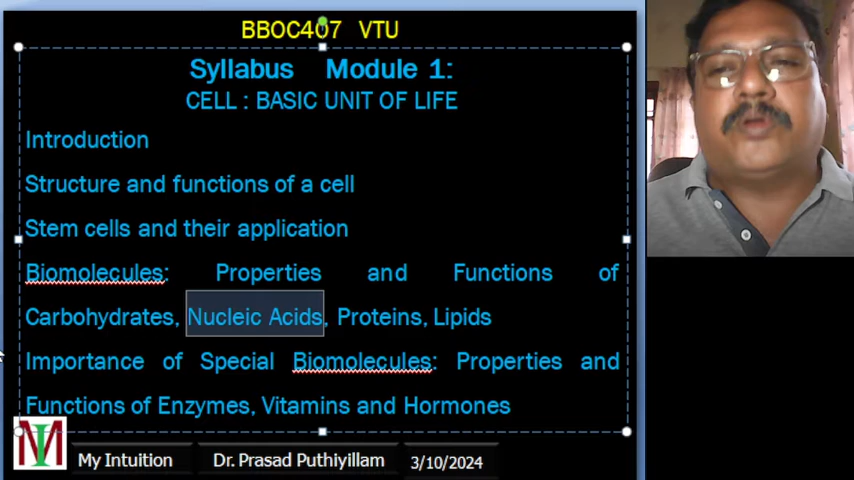 BBOC407 VTU
Syllabus Module 1:
CELL : BASIC UNIT OF LIFE
Introduction
Structure and functions of a cell
Stem cells and their application
Biomolecules: Properties and Functions of
Carbohydrates, Nucleic Acids, Proteins, Lipids
Importance of Special Biomolecules: Properties and
Functions of Enzymes, Vitamins and Hormones
MI My Intuition Dr. Prasad Puthiyillam 3/10/2024